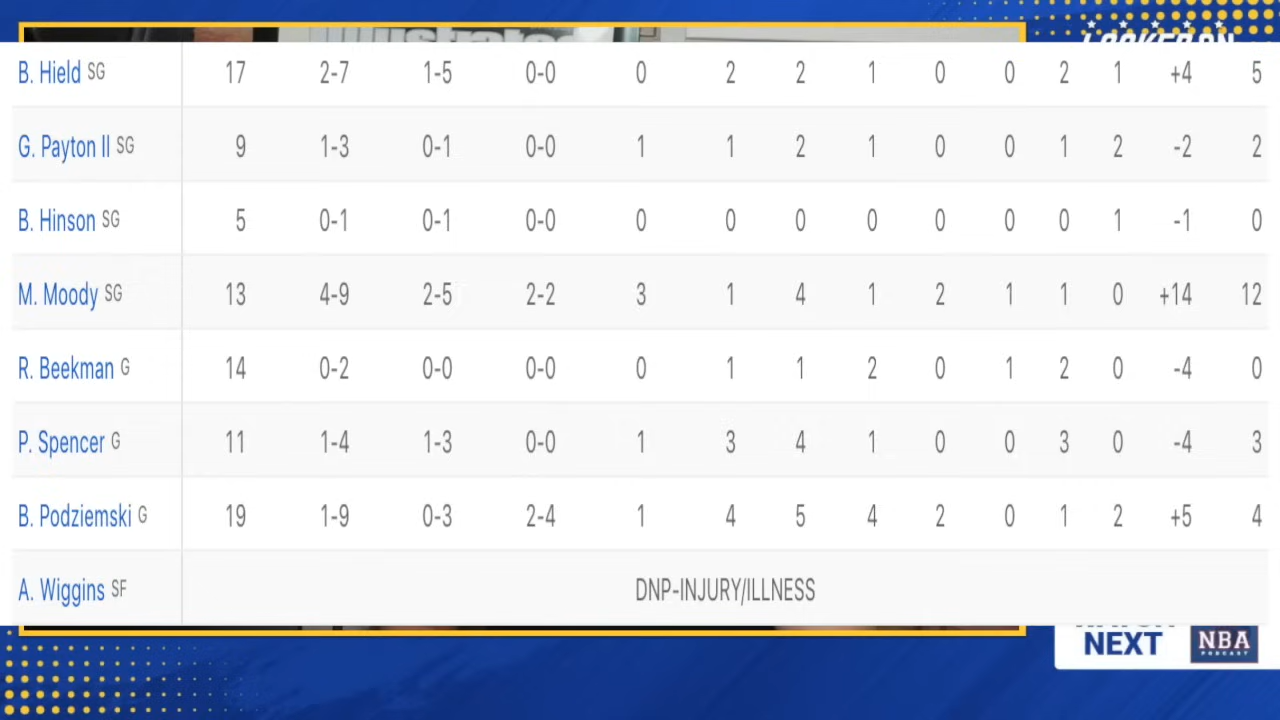 ustrated
LOCKED ON
B. Hield SG 17 2-7 1-5 0-0 0 2 2 1 0 0 2 1 +4 5
G. Payton II SG 9 1-3 0-1 0-0 1 1 2 1 0 0 1 2 -2 2
B. Hinson SG 5 0-1 0-1 0-0 0 0 0 0 0 0 0 1 -1 0
M. Moody SG 13 4-9 2-5 2-2 3 1 4 1 2 1 1 0 +14 12
R. Beekman G 14 0-2 0-0 0-0 0 1 1 2 0 1 2 0 -4 0
P. Spencer G 11 1-4 1-3 0-0 1 3 4 1 0 0 3 0 -4 3
B. Podziemski G 19 1-9 0-3 2-4 1 4 5 4 2 0 1 2 +5 4
A. Wiggins SF DNP-INJURY/ILLNESS
WATCH
NEXT
NBA
PODCAST